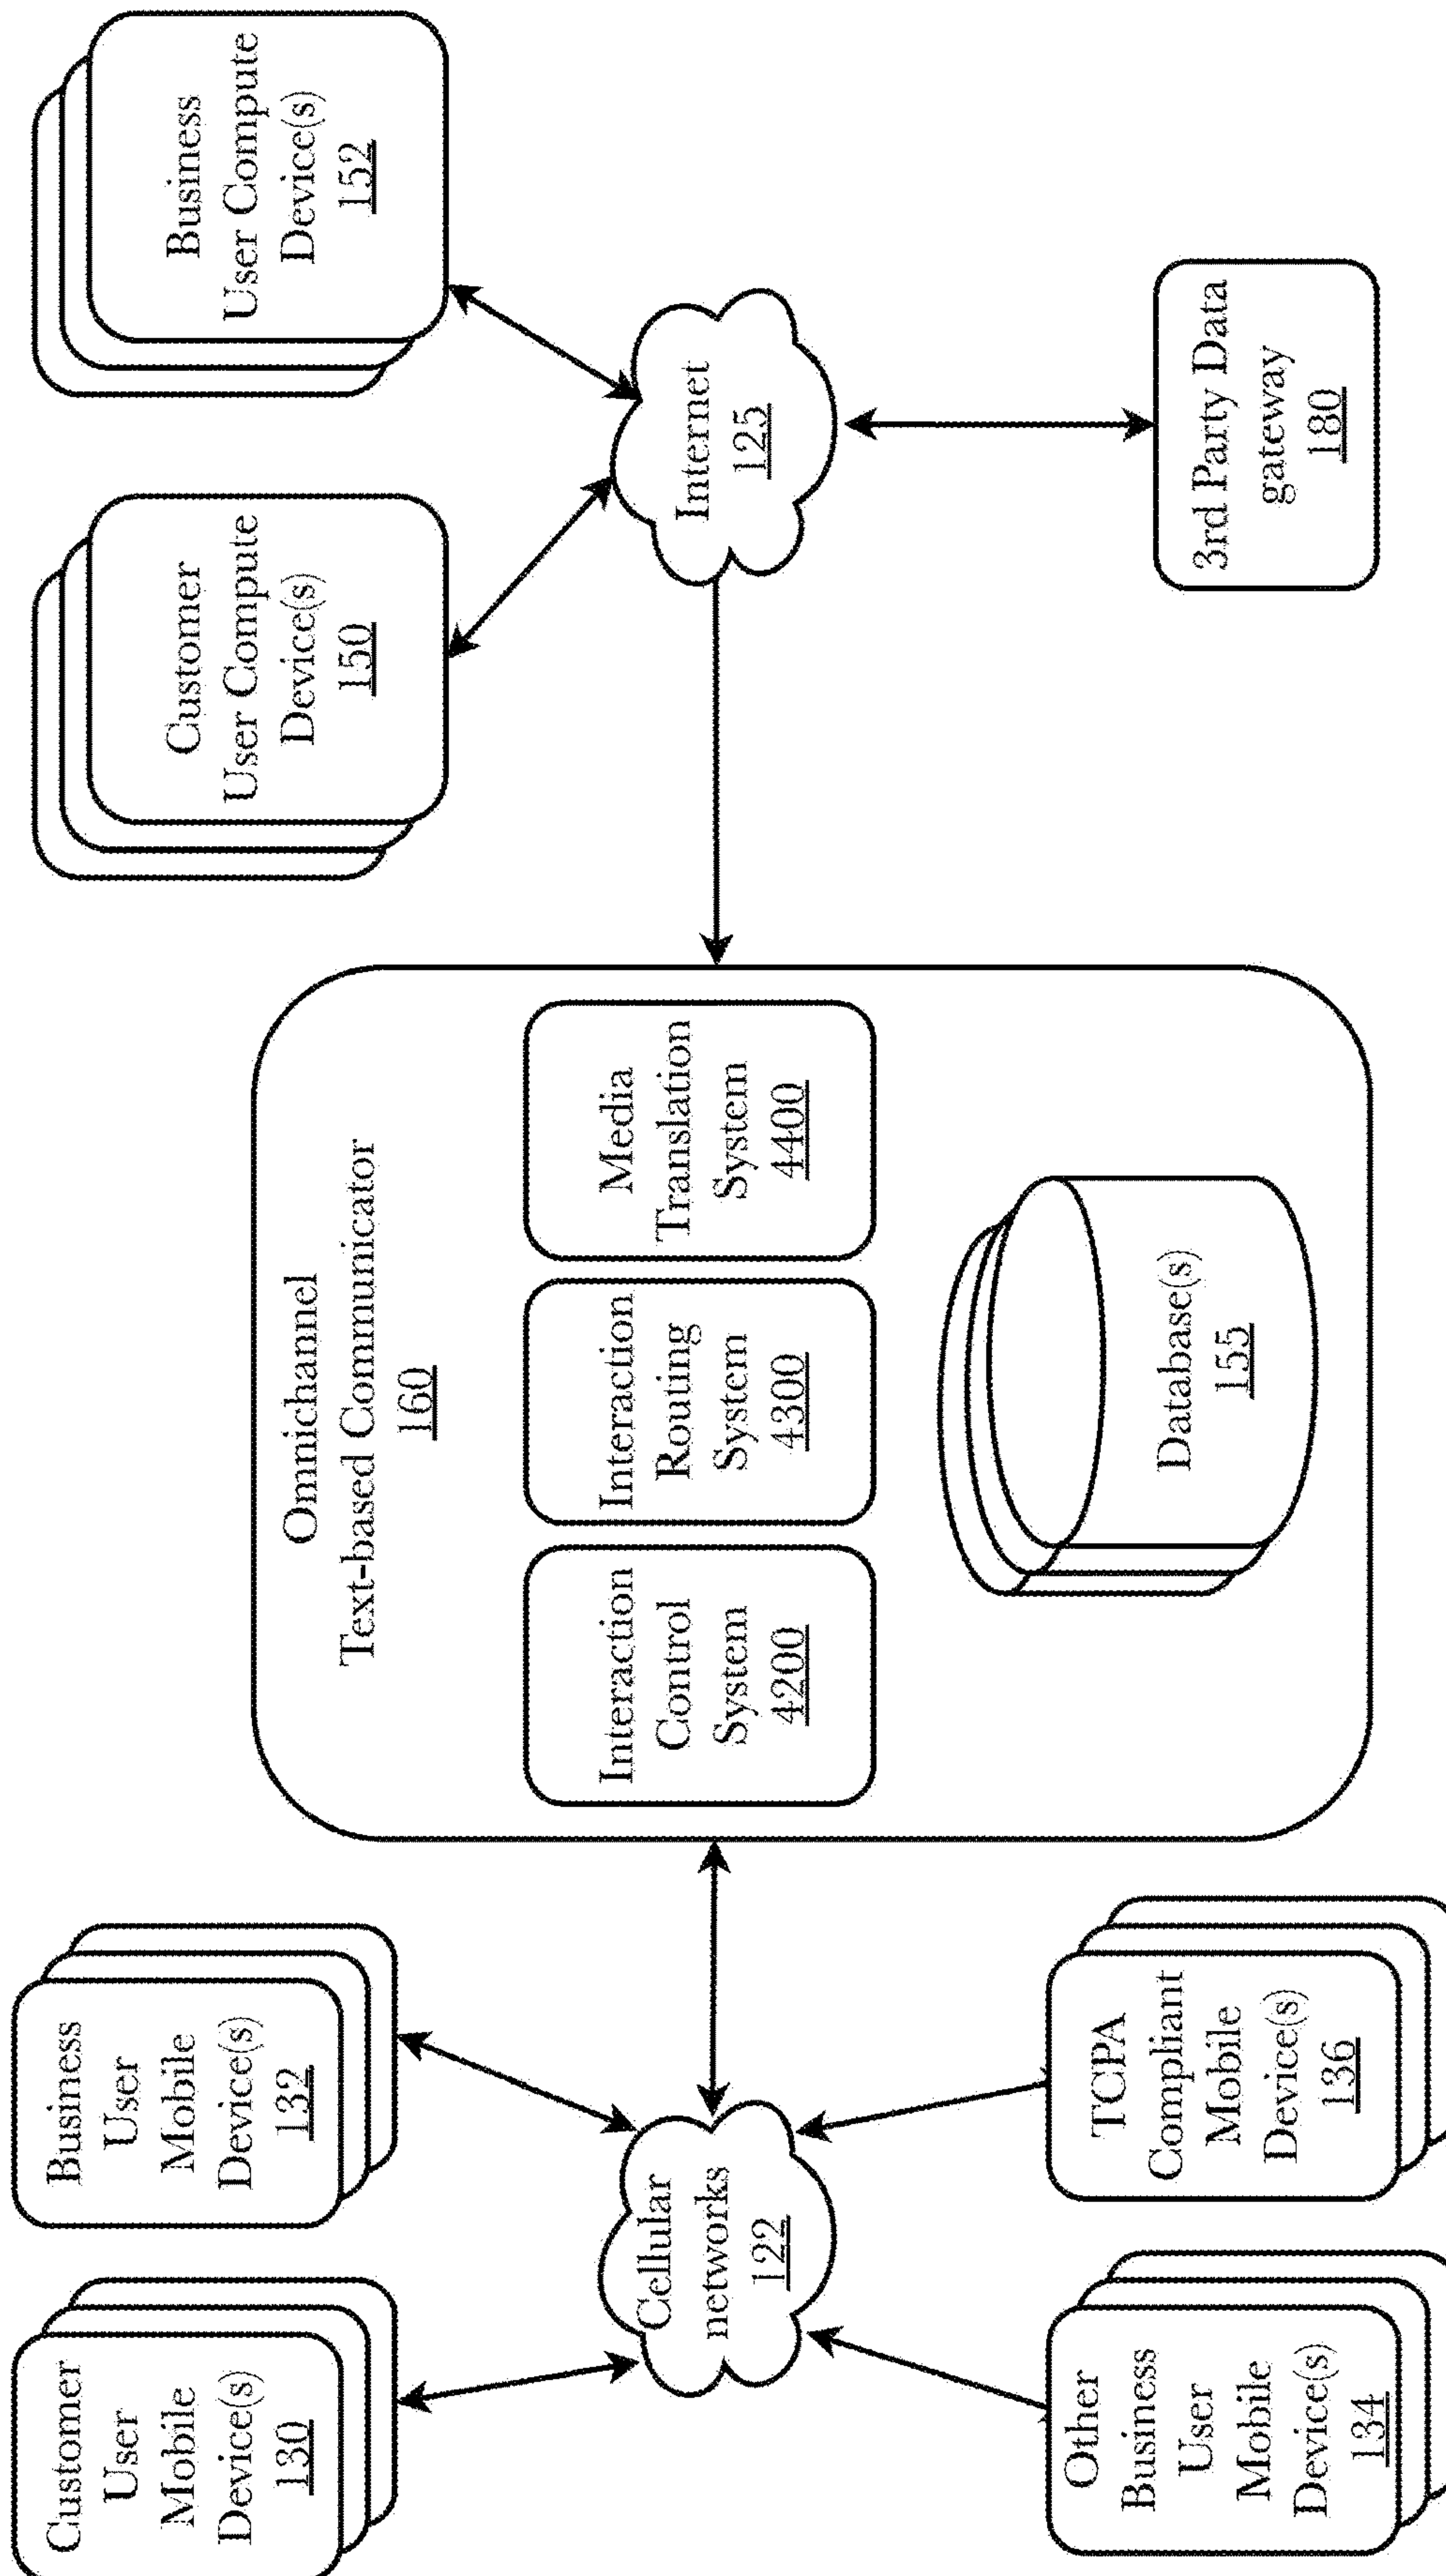 Customer
User
Mobile
Device(s)
130
Business
User
Mobile
Device(s)
132
Cellular
networks
122
Other
Business
User
Mobile
Device(s)
134
TCPA
Compliant
Mobile
Device(s)
136
Omnichannel
Text-based Communicator
160
Interaction
Control
System
4200
Interaction
Routing
System
4300
Media
Translation
System
4400
Database(s)
155
Customer
User Compute
Device(s)
150
Business
User Compute
Device(s)
152
Internet
125
3rd Party Data
gateway
180